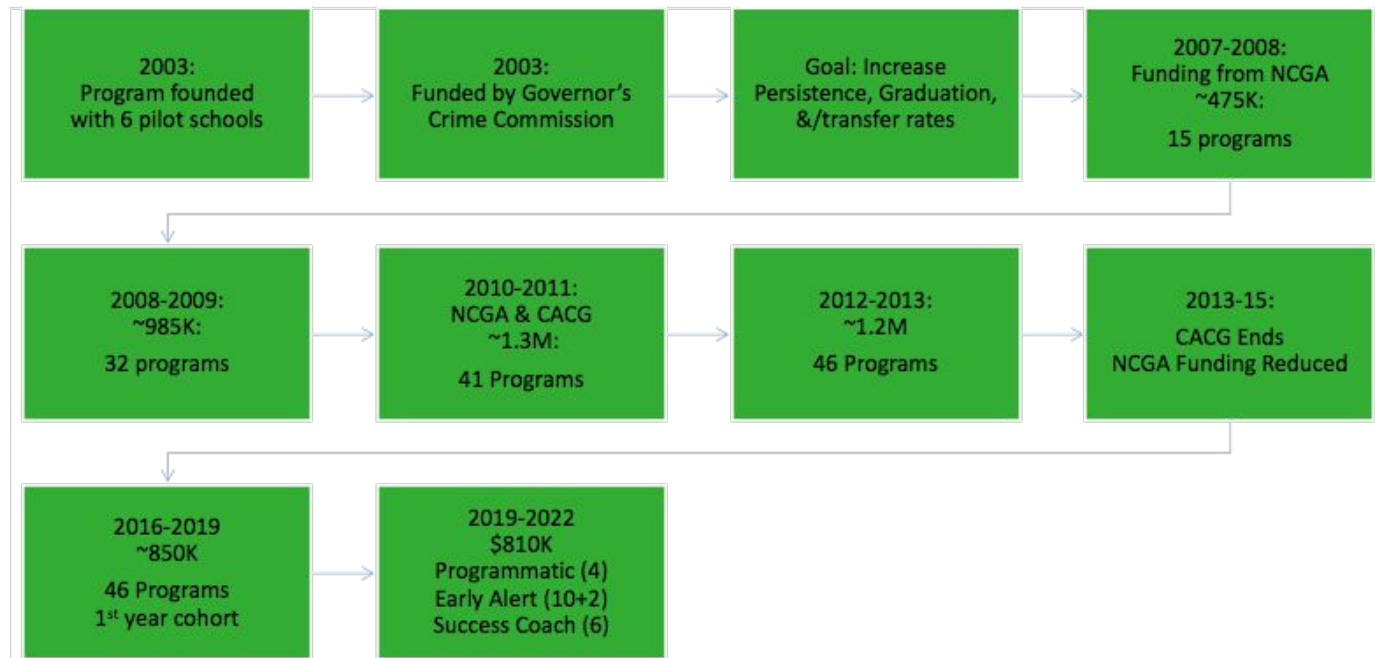 2003:
Program founded
with 6 pilot schools
2003:
Funded by Governor's
Crime Commission
Goal: Increase
Persistence, Graduation,
&/transfer rates
2007-2008:
Funding from NCGA
~475K:
15 programs
2008-2009:
~985K:
32 programs
2010-2011:
NCGA & CACG
~1.3M:
41 Programs
2012-2013:
~1.2M
46 Programs
2013-15:
CACG Ends
NCGA Funding Reduced
2016-2019
~850K
46 Programs
1st year cohort
2019-2022
$810K
Programmatic (4)
Early Alert (10+2)
Success Coach (6)